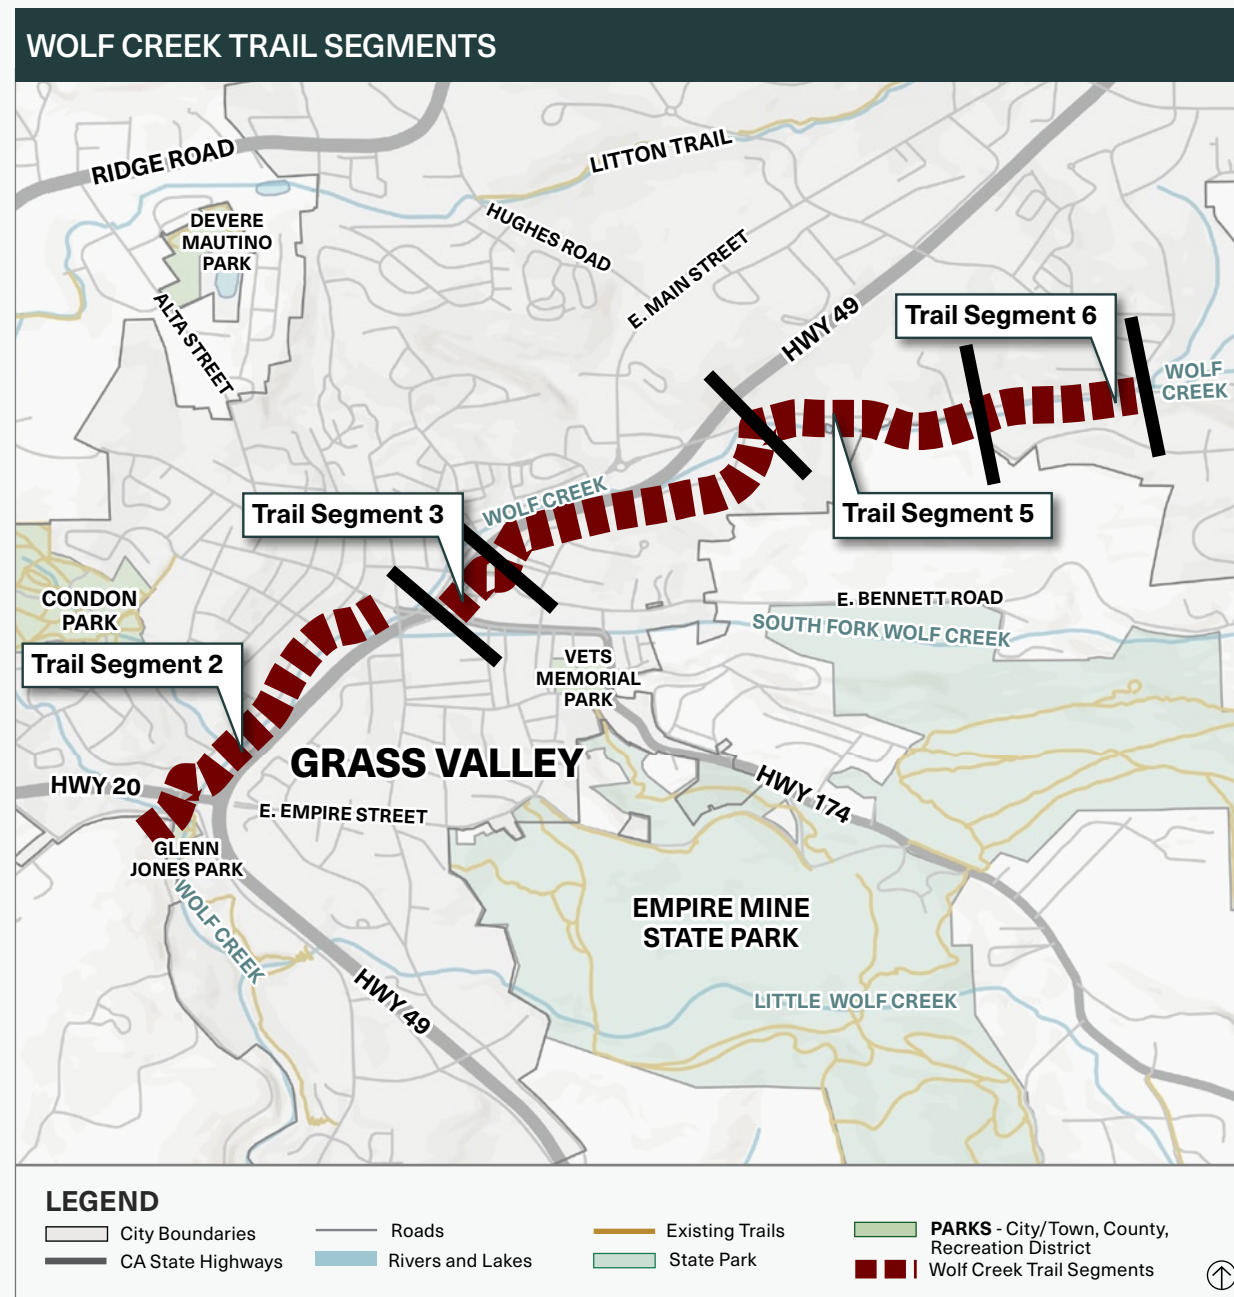 WOLF CREEK TRAIL SEGMENTS
RIDGE ROAD
LITTON TRAIL
DEVERE
MAUTINO
PARK
HUGHES ROAD
E. MAIN STREET
ALTA STREET
HWY 49
Trail Segment 6
WOLF
CREEK
WOLF CREEK
Trail Segment 3
Trail Segment 5
CONDON
PARK
E. BENNETT ROAD
SOUTH FORK WOLF CREEK
Trail Segment 2
VETS
MEMORIAL
PARK
GRASS VALLEY
HWY 20
HWY 174
E. EMPIRE STREET
GLENN
JONES PARK
WOLF CREEK
EMPIRE MINE
STATE PARK
HWY 49
LITTLE WOLF CREEK
LEGEND
City Boundaries
CA State Highways
Roads
Rivers and Lakes
Existing Trails
State Park
PARKS - City/Town, County,
Recreation District
Wolf Creek Trail Segments